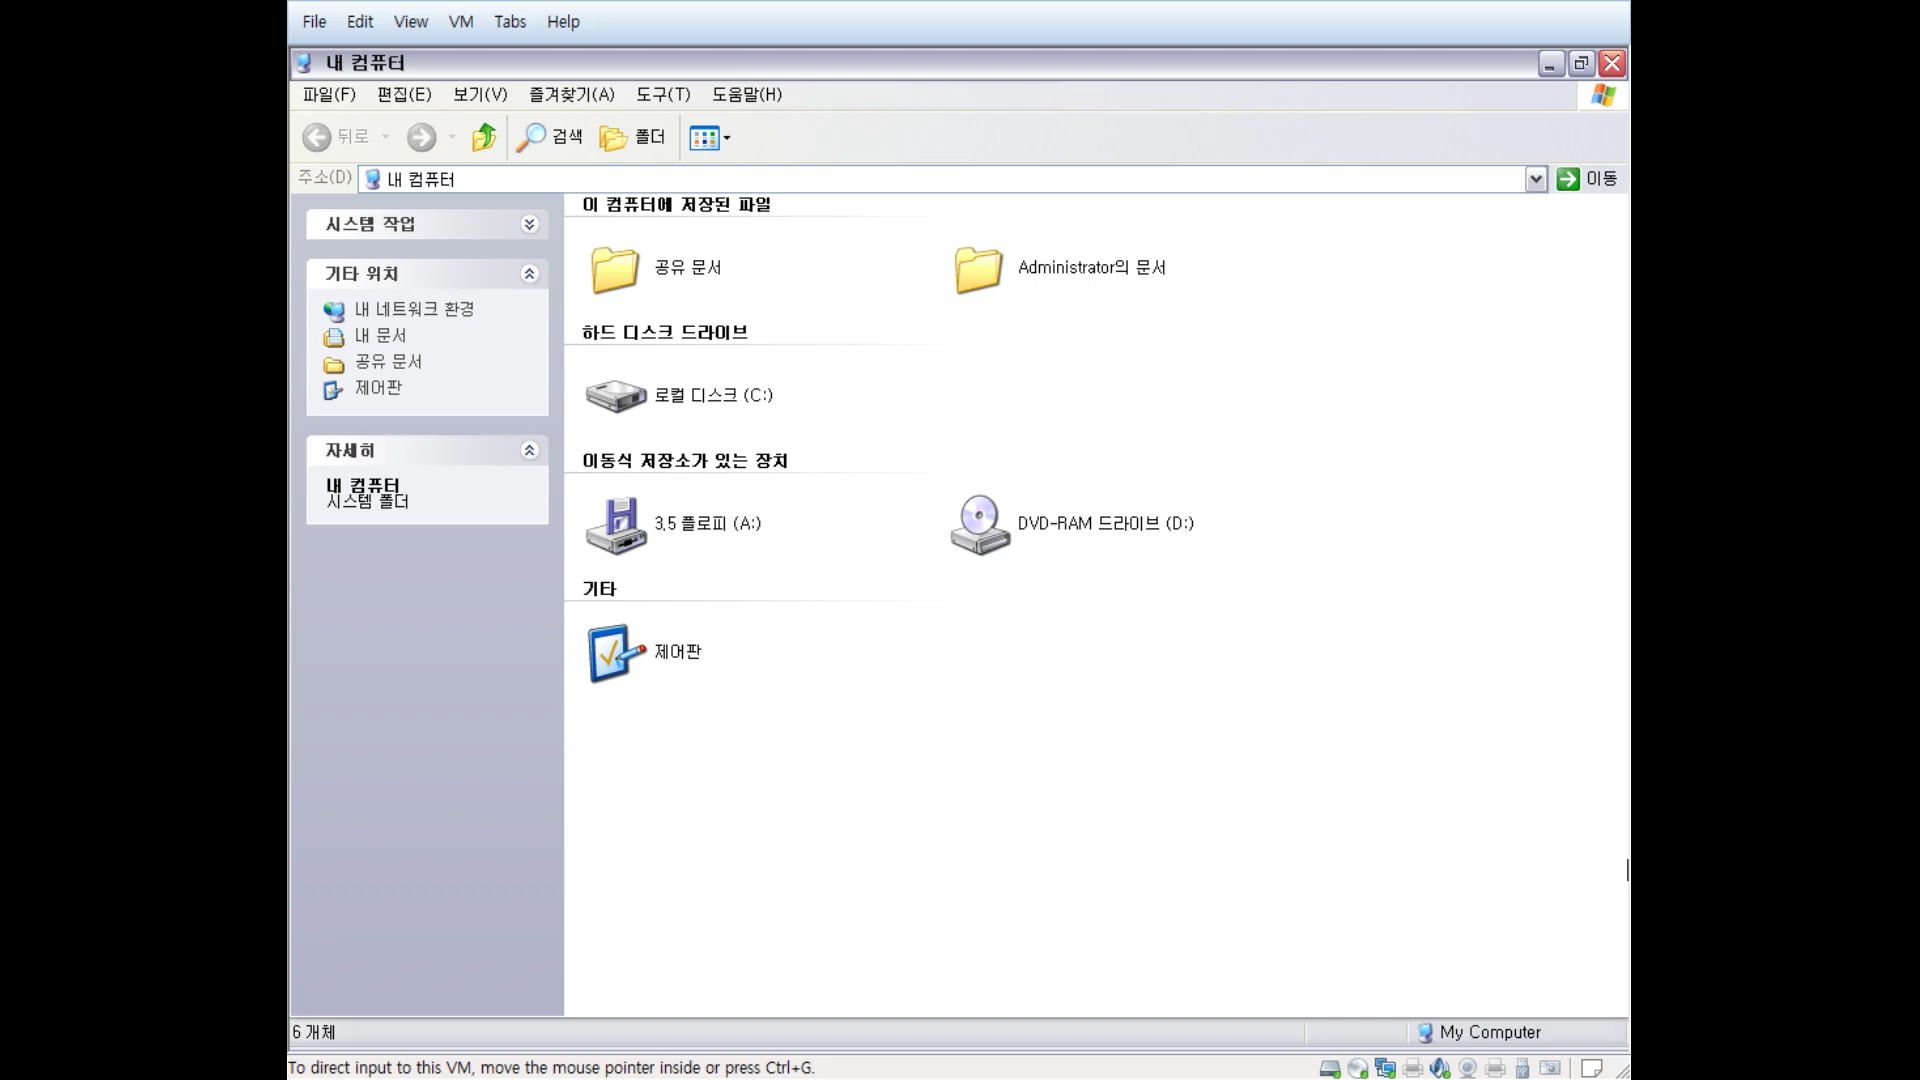 File Edit View VM Tabs Help
내 컴퓨터
파일(F) 편집(E) 보기(V) 즐겨찾기(A) 도구(T) 도움말(H)
뒤로 검색 폴더
주소(D) 내 컴퓨터 이동
시스템 작업
기타 위치
내 네트워크 환경
내 문서
공유 문서
제어판
자세히
내 컴퓨터
시스템 폴더
이 컴퓨터에 저장된 파일
공유 문서 Administrator의 문서
하드 디스크 드라이브
로컬 디스크 (C:)
이동식 저장소가 있는 장치
3.5 플로피 (A:) DVD-RAM 드라이브 (D:)
기타
제어판
6 개체 My Computer
To direct input to this VM, move the mouse pointer inside or press Ctrl+G.